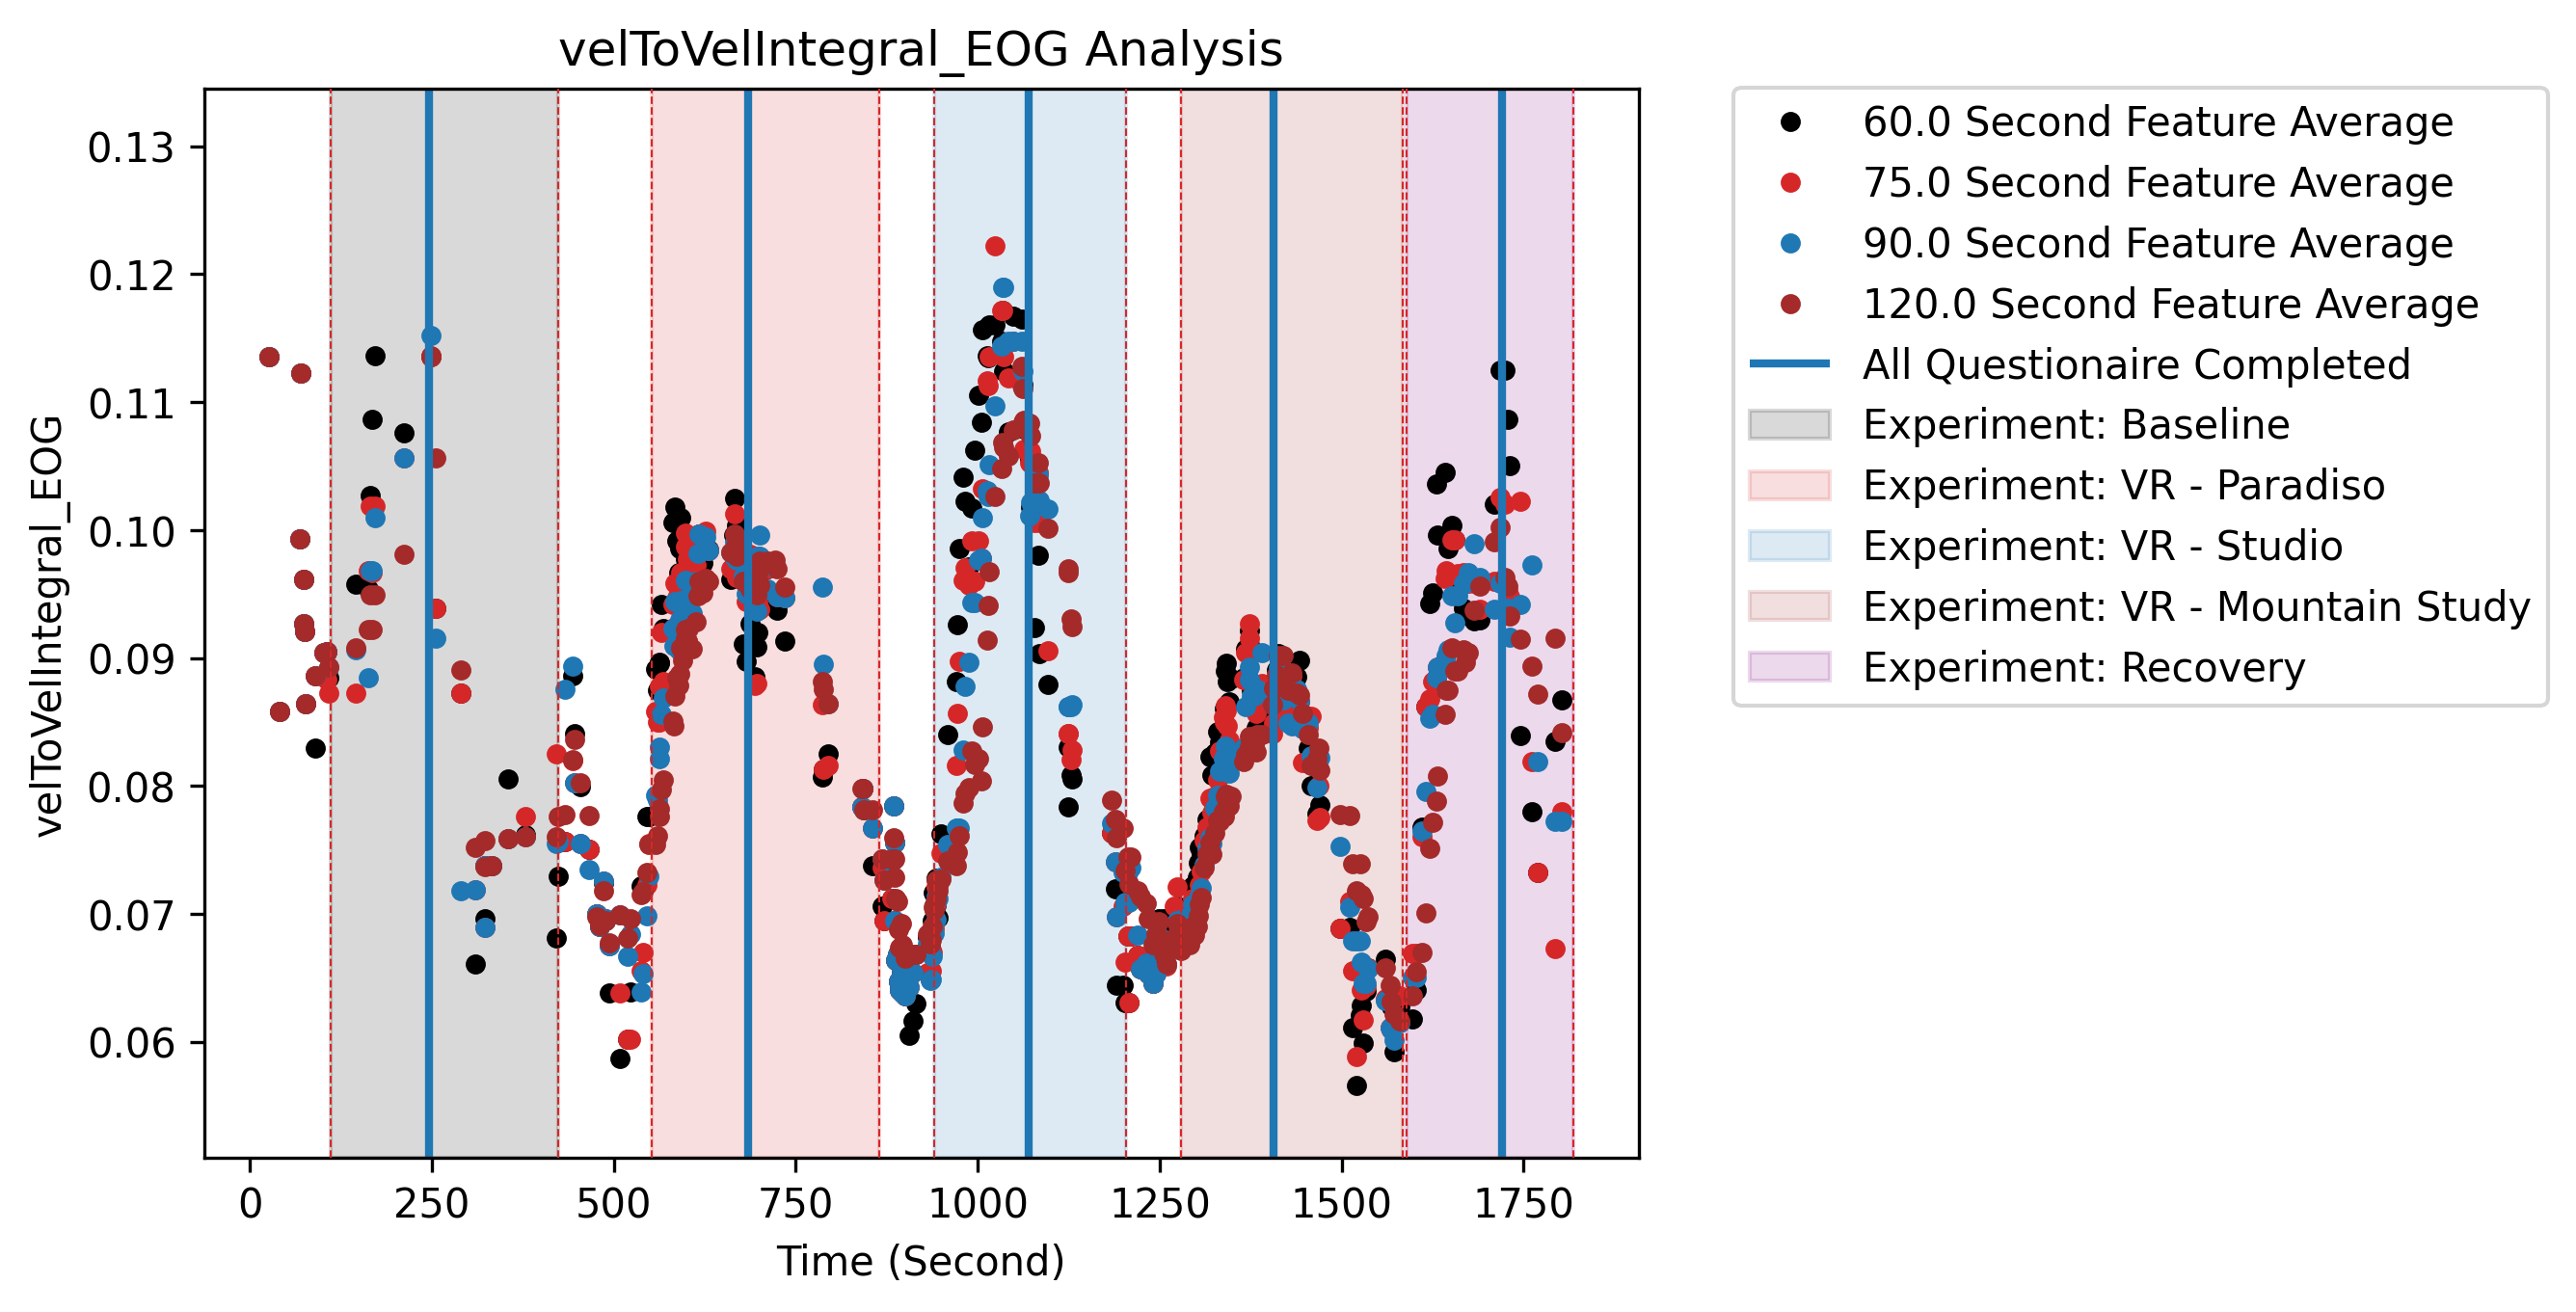 velToVelIntegral_EOG Analysis
velToVelIntegral_EOG
0.13
0.12
0.11
0.10
0.09
0.08
0.07
0.06
0 250 500 750 1000 1250 1500 1750
Time (Second)
60.0 Second Feature Average
75.0 Second Feature Average
90.0 Second Feature Average
120.0 Second Feature Average
All Questionaire Completed
Experiment: Baseline
Experiment: VR - Paradiso
Experiment: VR - Studio
Experiment: VR - Mountain Study
Experiment: Recovery